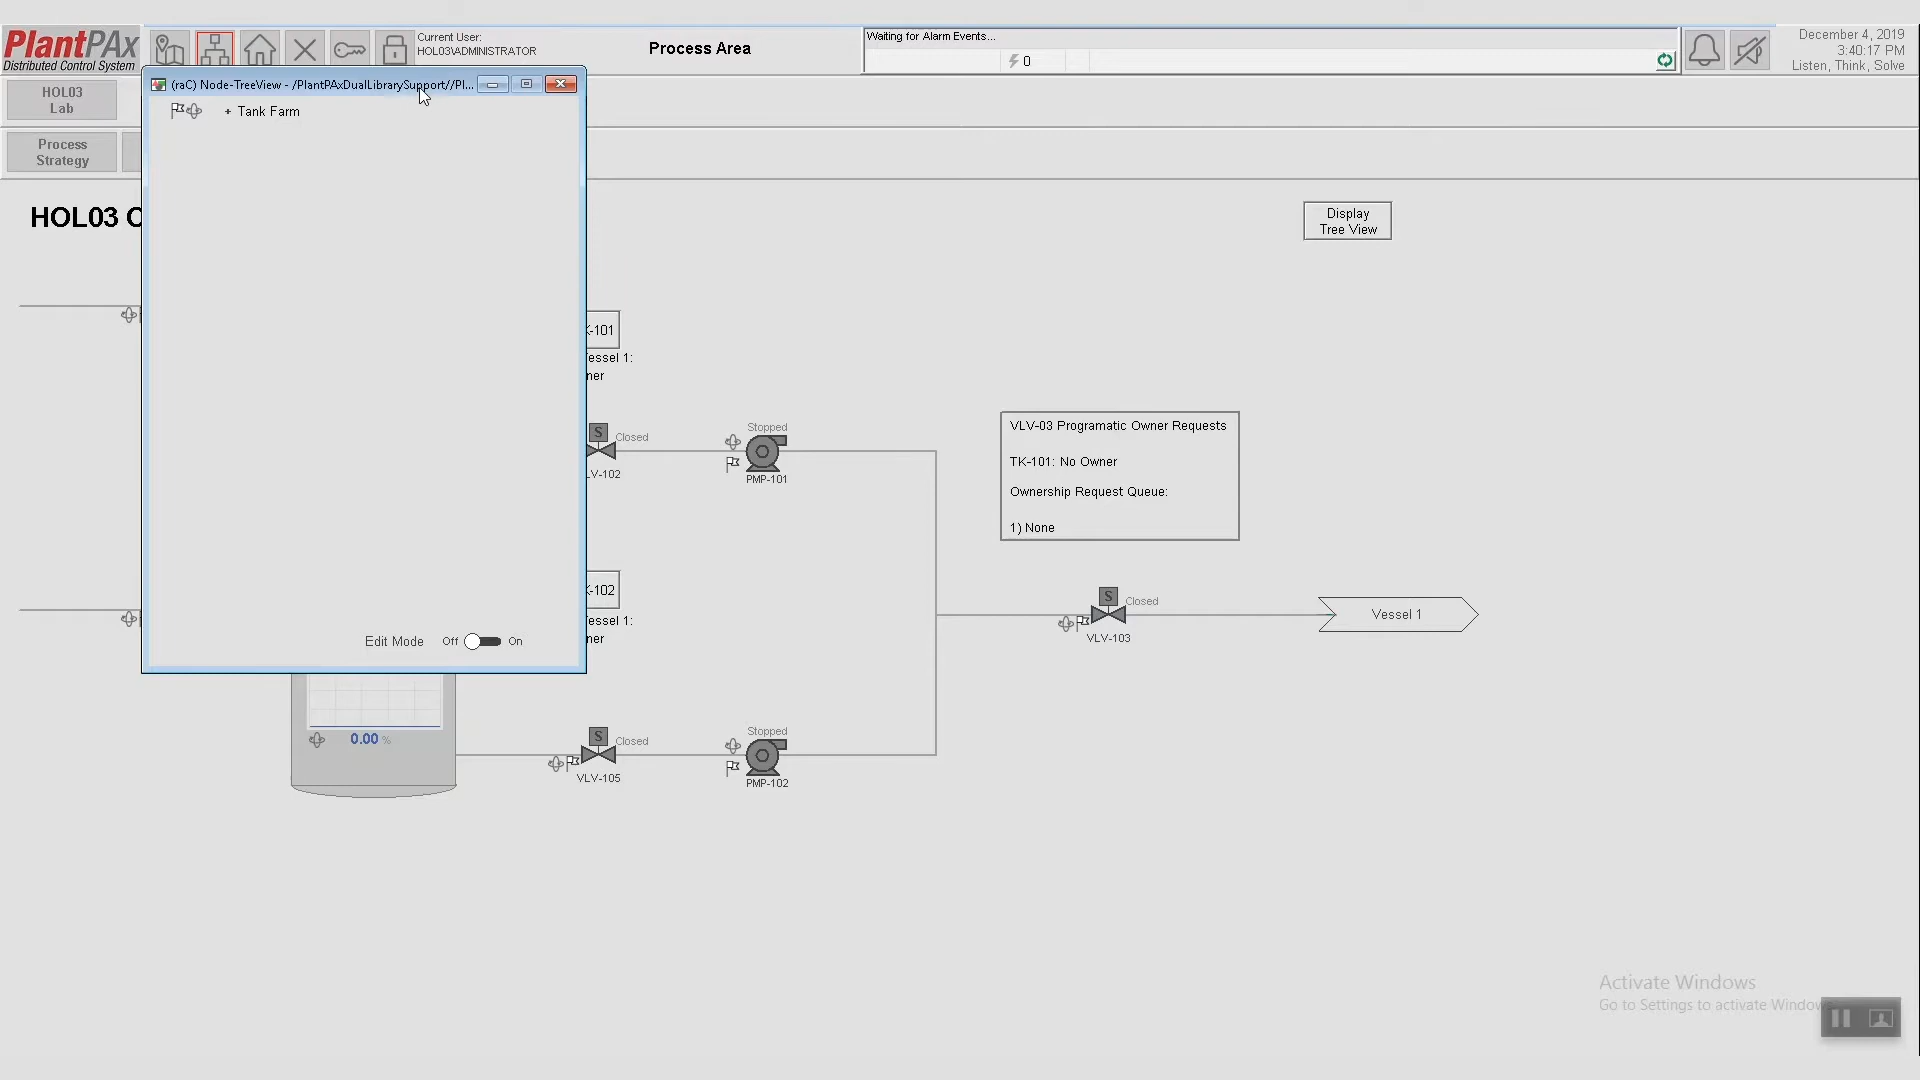 PlantPAx
Distributed Control System
Current User:
HOL03\ADMINISTRATOR
Process Area
Waiting for Alarm Events...
0
December 4, 2019
3:40:17 PM
Listen, Think, Solve
HOL03
Lab
Process
Strategy
(raC) Node-TreeView - /PlantPAxDualLibrarySupport//Pl...
+ Tank Farm
Edit Mode Off On
HOL03 O
Display
Tree View
K-101
essel 1:
ner
S
Closed
LV-102
Stopped
PMP-101
VLV-03 Programatic Owner Requests
TK-101: No Owner
Ownership Request Queue:
1) None
K-102
essel 1:
ner
S
Closed
VLV-103
Vessel 1
0.00 %
S
Closed
VLV-105
Stopped
PMP-102
Activate Windows
Go to Settings to activate Window